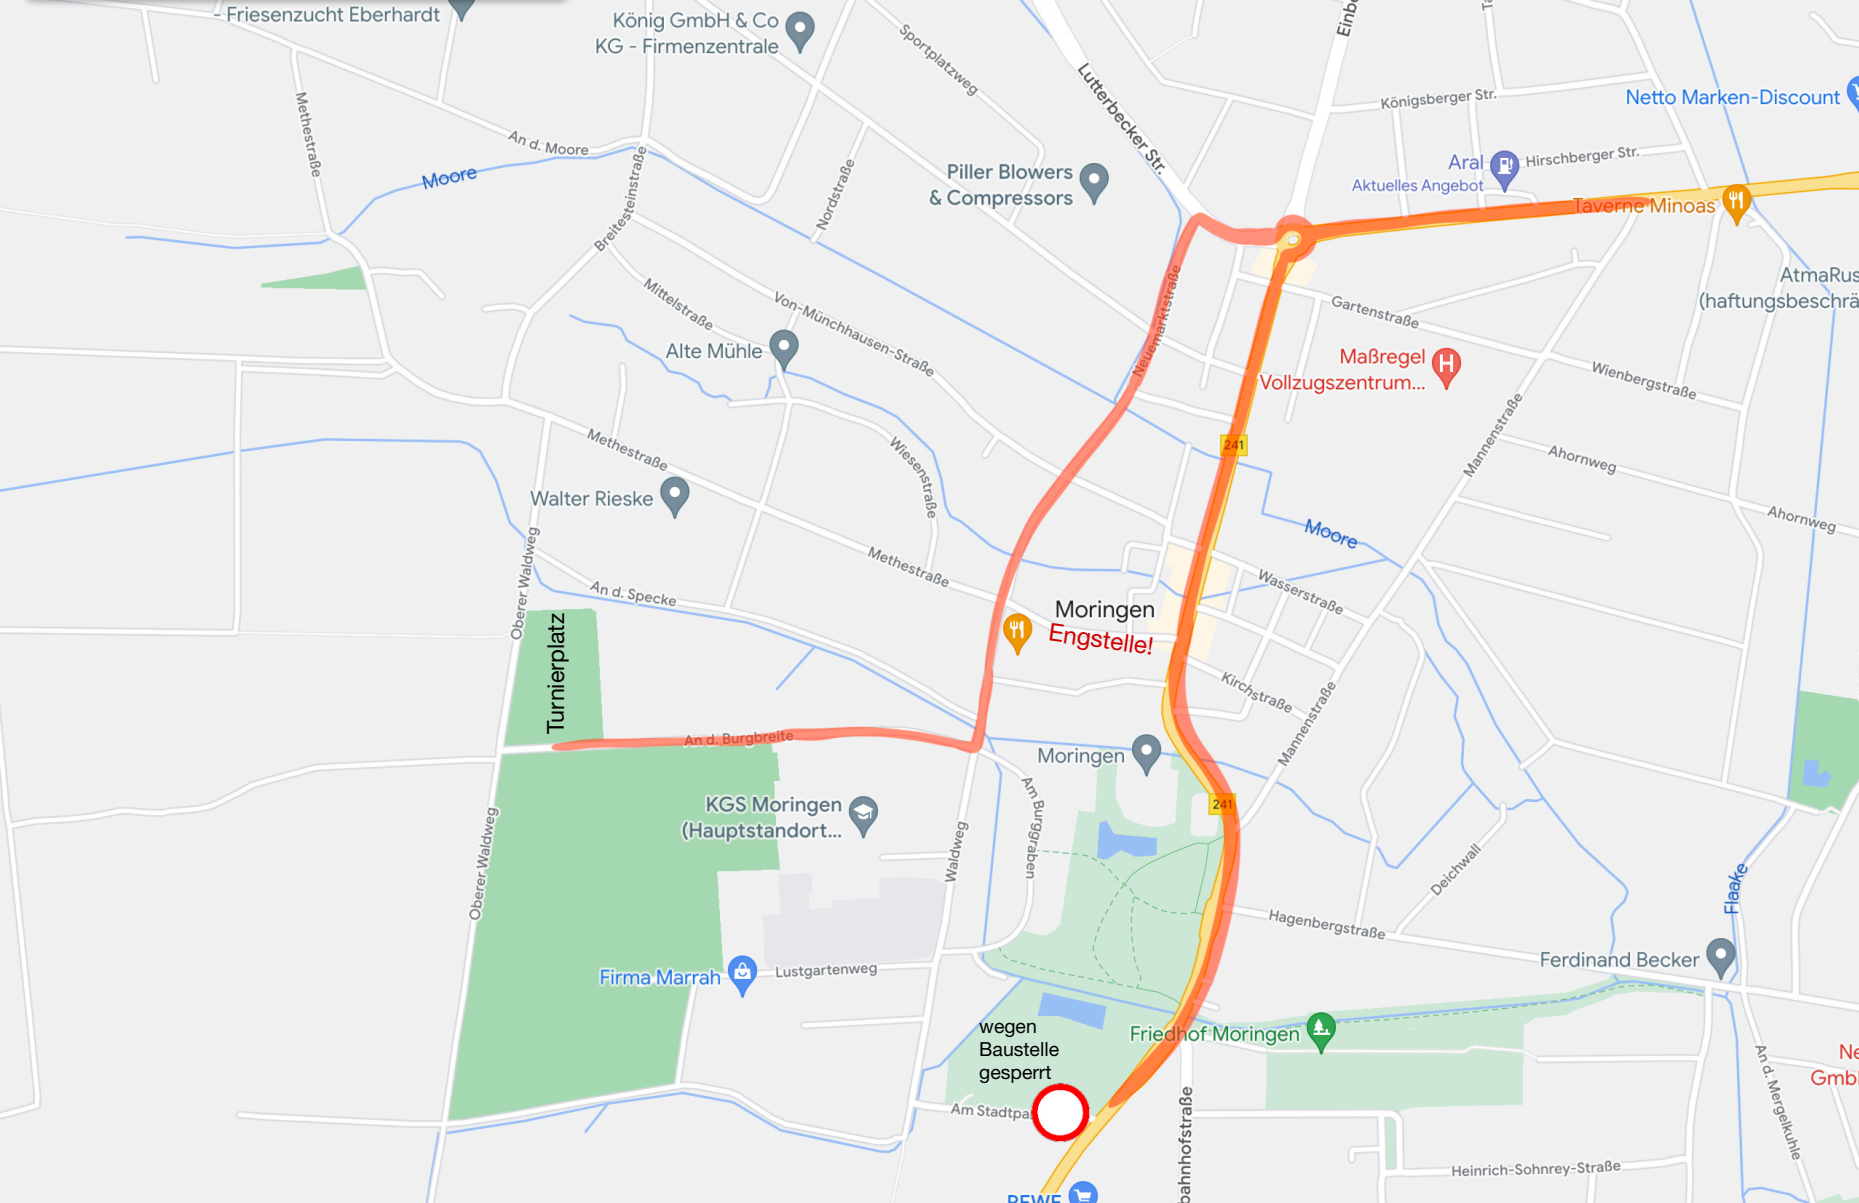 - Friesenzucht Eberhardt
König GmbH & Co
KG - Firmenzentrale
Sportplatzweg
Lutterbecker Str.
Königsberger Str.
Netto Marken-Discount
Methestraße
An d. Moore
Moore
Breitesteinstraße
Nordstraße
Piller Blowers
& Compressors
Aral
Aktuelles Angebot
Hirschberger Str.
Taverne Minoas
Mittelstraße
Von-Münchhausen-Straße
Neuemarktstraße
Gartenstraße
AtmaRus
(haftungsbeschrä
Alte Mühle
Maßregel
Vollzugszentrum...
Wienbergstraße
Mannenstraße
241
Methestraße
Wiesenstraße
Ahornweg
Walter Rieske
Ahornweg
Moore
Oberer Waldweg
Methestraße
An d. Specke
Wasserstraße
Moringen
Engstelle!
Turnierplatz
Kirchstraße
Mannenstraße
An d. Burgbreite
Moringen
KGS Moringen
(Hauptstandort...
Am Burggraben
241
Oberer Waldweg
Waldweg
Deichwall
Flaake
Hagenbergstraße
Ferdinand Becker
Firma Marrah
Lustgartenweg
wegen
Baustelle
gesperrt
Friedhof Moringen
An d. Mergelkuhle
Ne
GmbH
Am Stadtpa
bahnhofstraße
Heinrich-Sohnrey-Straße
REWE